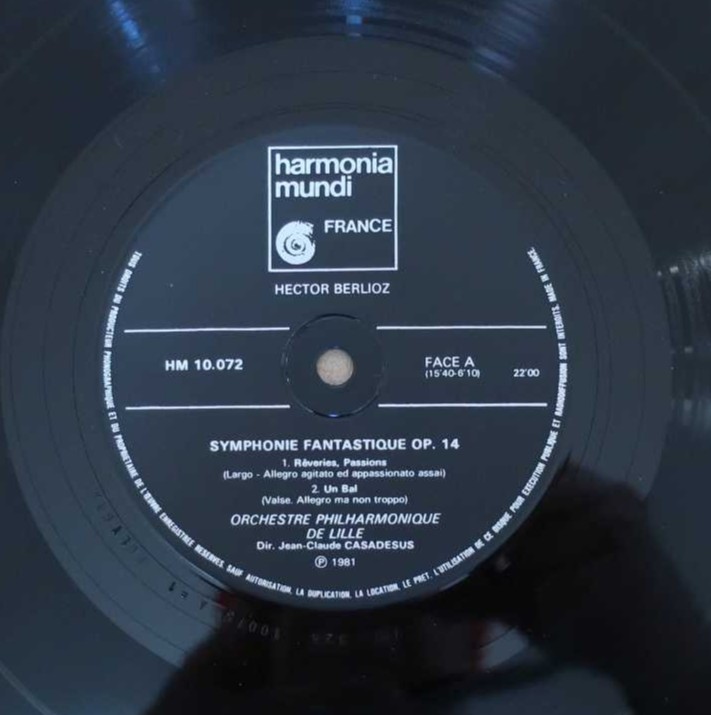 harmonia
mundi
FRANCE
HECTOR BERLIOZ
HM 10.072
FACE A
(15'40-6'10)
22'00
SYMPHONIE FANTASTIQUE OP. 14
1. Rêveries, Passions
(Largo - Allegro agitato ed appassionato assai)
2. Un Bal
(Valse. Allegro ma non troppo)
ORCHESTRE PHILHARMONIQUE
DE LILLE
Dir. Jean-Claude CASADESUS
℗ 1981
TOUS DROITS DU PRODUCTEUR PHONOGRAPHIQUE ET DU PROPRIETAIRE DE L'ŒUVRE ENREGISTREE RESERVES. SAUF AUTORISATION, LA DUPLICATION, LA LOCATION, LE PRET, L'UTILISATION DE CE DISQUE POUR EXECUTION PUBLIQUE ET RADIODIFFUSION SONT INTERDITS. MADE IN FRANCE.